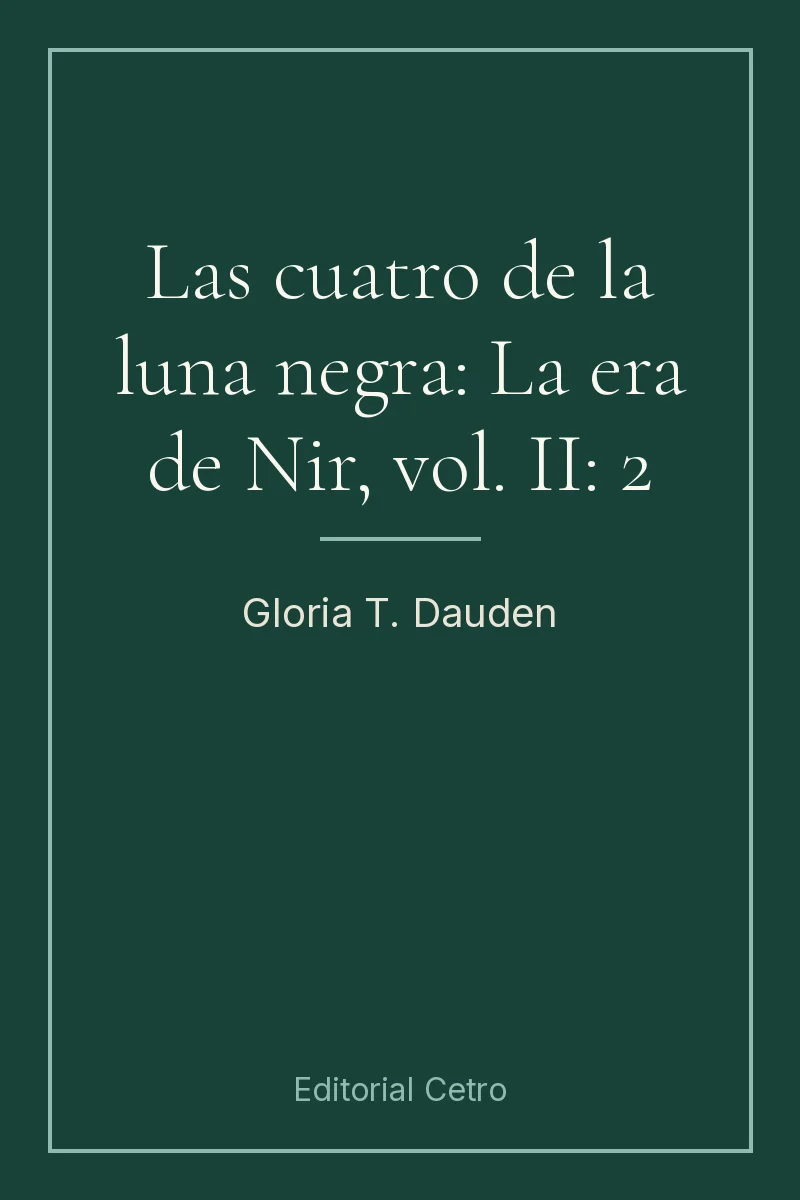 Las cuatro de la
luna negra: La era
de Nir, vol. II: 2
Gloria T. Dauden
Editorial Cetro